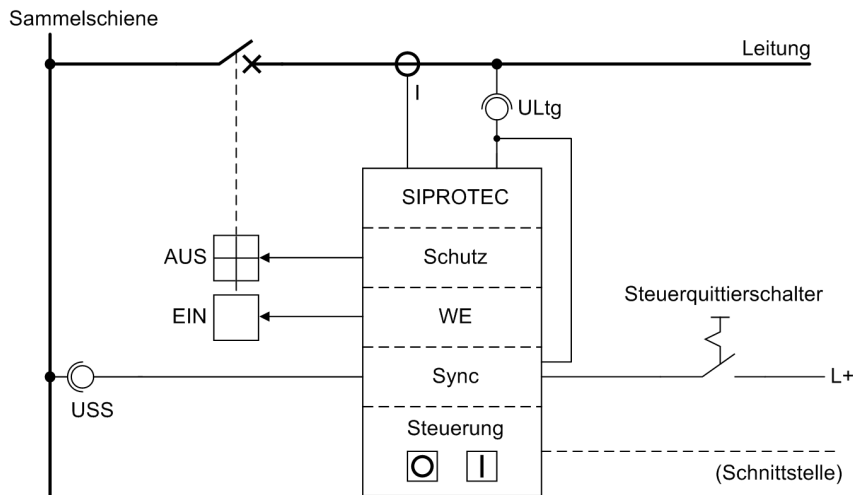 Sammelschiene
Leitung
I
ULtg
SIPROTEC
AUS
Schutz
Steuerquittierschalter
EIN
WE
Sync
L+
USS
Steuerung
(Schnittstelle)